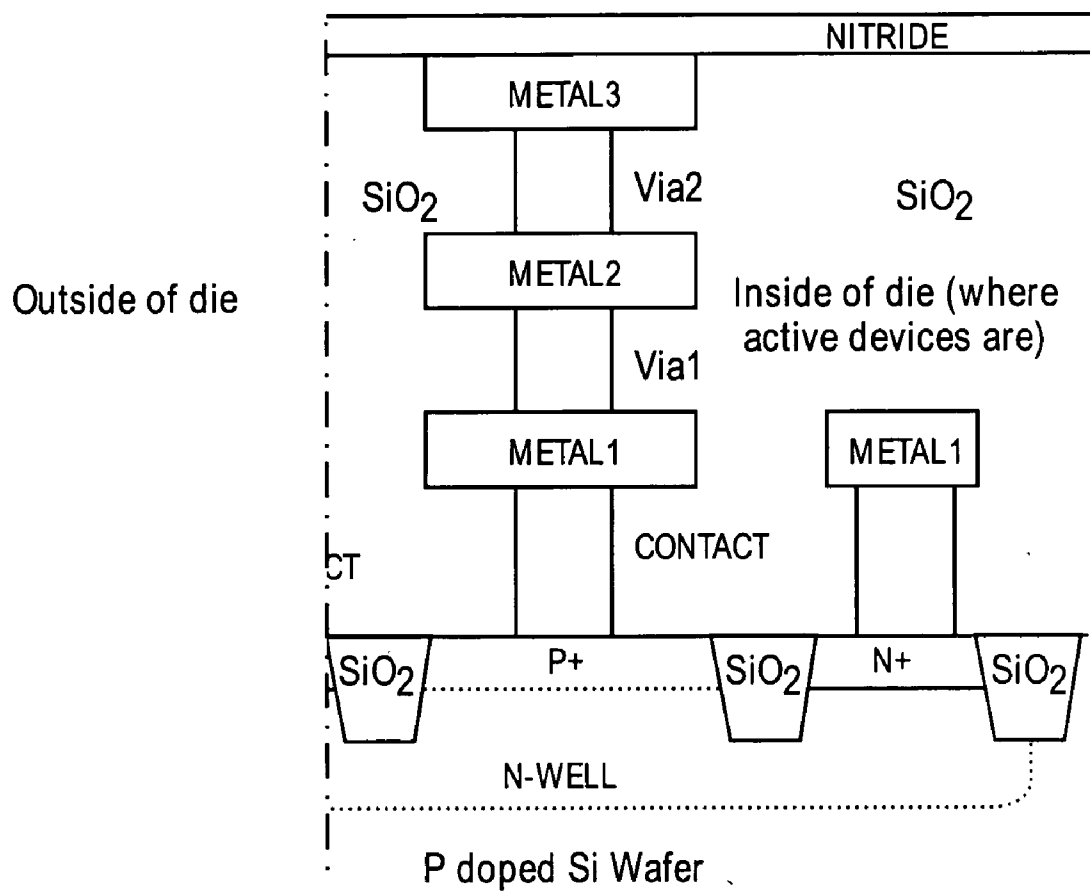 NITRIDE
METAL3
SiO2
Via2
SiO2
METAL2
Outside of die
Inside of die (where
active devices are)
Via1
METAL1
METAL1
CONTACT
CT
SiO2
P+
SiO2
N+
SiO2
N-WELL
P doped Si Wafer